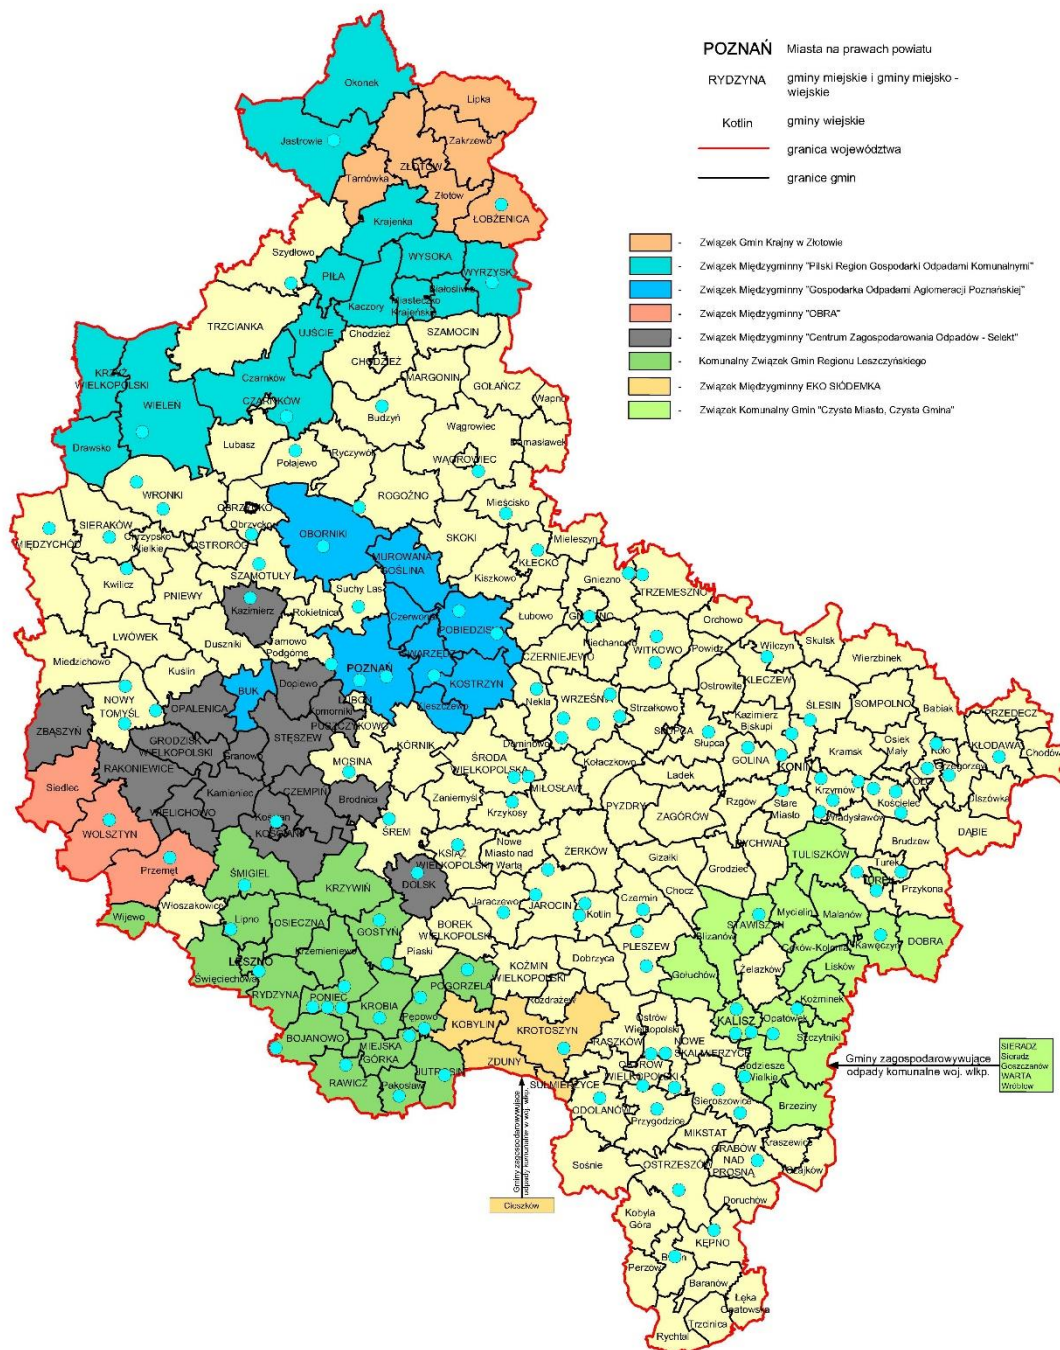 POZNAŃ Miasta na prawach powiatu
RYDZYNA gminy miejskie i gminy miejsko -
wiejskie
Kotlin gminy wiejskie
granica województwa
granice gmin
- Związek Gmin Krajny w Złotowie
- Związek Międzygminny "Pilski Region Gospodarki Odpadami Komunalnymi"
- Związek Międzygminny "Gospodarka Odpadami Aglomeracji Poznańskiej"
- Związek Międzygminny "OBRA"
- Związek Międzygminny "Centrum Zagospodarowania Odpadów - Selekt"
- Komunalny Związek Gmin Regionu Leszczyńskiego
- Związek Międzygminny EKO SIÓDEMKA
- Związek Komunalny Gmin "Czyste Miasto, Czysta Gmina"
Okonek
Lipka
Jastrowie
Zakrzewo
ZŁOTÓW
Tarnówka
Złotów
ŁOBŻENICA
Krajenka
Szydłowo
WYSOKA
PIŁA
WYRZYSK
Białośliwie
Kaczory
Miasteczko
Krajeńskie
TRZCIANKA
UJŚCIE
Chodzież
SZAMOCIN
CHODZIEŻ
KRZYŻ
WIELKOPOLSKI
Czarnków
MARGONIN
GOŁAŃCZ
WIELEŃ
Wapno
CZARNKÓW
Budzyń
Drawsko
Lubasz
Wągrowiec
Damasławek
Połajewo
Ryczywół
WĄGROWIEC
WRONKI
ROGOŹNO
OBRZYCKO
Mieścisko
Obrzycko
SIERAKÓW
Chrzypsko
Wielkie
OSTRORÓG
OBORNIKI
SKOKI
Mieleszyn
MIĘDZYCHÓD
MUROWANA
GOŚLINA
KŁECKO
SZAMOTUŁY
Kwilcz
Kiszkowo
Gniezno
TRZEMESZNO
PNIEWY
Suchy Las
Kazimierz
Rokietnica
Czerwonak
POBIEDZISKA
Łubowo
GNIEZNO
Orchowo
LWÓWEK
Duszniki
Tarnowo
Podgórne
SWARZĘDZ
CZERNIEJEWO
Niechanowo
WITKOWO
Powidz
Skulsk
Wilczyn
Wierzbinek
Miedzichowo
Kuślin
POZNAŃ
KOSTRZYN
KLECZEW
NOWY
TOMYŚL
BUK
Dopiewo
LUBOŃ
Kleszczewo
Nekla
WRZEŚNIA
Strzałkowo
Ostrowite
ŚLESIN
SOMPOLNO
Babiak
PRZEDECZ
OPALENICA
Komorniki
ZBĄSZYŃ
STĘSZEW
KÓRNIK
Dominowo
SŁUPCA
Słupca
Kazimierz
Biskupi
Osiek
Mały
Koło
KŁODAWA
Chodów
GRODZISK
WIELKOPOLSKI
Granowo
MOSINA
GOLINA
Kramsk
KONIN
Grzegorzew
RAKONIEWICE
ŚRODA
WIELKOPOLSKA
Kołaczkowo
Siedlec
Kamieniec
CZEMPIŃ
Brodnica
Zaniemyśl
MIŁOSŁAW
Lądek
Krzymów
Olszówka
WIELICHOWO
Krzykosy
PYZDRY
Rzgów
Stare
Miasto
Kościelec
Władysławów
Kościan
KOŚCIAN
ZAGÓRÓW
DĄBIE
WOLSZTYN
ŚREM
KSIĄŻ
WIELKOPOLSKI
Nowe
Miasto nad
Wartą
ŻERKÓW
RYCHWAŁ
TULISZKÓW
Brudzew
Przemęt
ŚMIGIEL
Gizałki
Grodziec
Turek
TUREK
Przykona
DOLSK
Włoszakowice
KRZYWIŃ
Jaraczewo
JAROCIN
Kotlin
Czermin
Chocz
Mycielin
Malanów
Wijewo
Lipno
OSIECZNA
GOSTYŃ
BOREK
WIELKOPOLSKI
PLESZEW
Blizanów
STAWISZYN
Kawęczyn
DOBRA
Ceków-Kolonia
LESZNO
Krzemieniewo
Piaski
KOŹMIN
WIELKOPOLSKI
Dobrzyca
Gołuchów
Żelazków
Lisków
Święciechowa
RYDZYNA
PONIEC
KROBIA
POGORZELA
Rozdrażew
Koźminek
Pępowo
KOBYLIN
KROTOSZYN
Ostrów
Wielkopolski
KALISZ
Opatówek
BOJANOWO
MIEJSKA
GÓRKA
RASZKÓW
NOWE
SKALMIERZYCE
Szczytniki
ZDUNY
OSTRÓW
WIELKOPOLSKI
Godziesze
Wielkie
RAWICZ
Pakosław
JUTROSIN
SULMIERZYCE
Sieroszewice
Brzeziny
ODOLANÓW
Przygodzice
MIKSTAT
Kraszewice
GRABÓW
NAD
PROSNĄ
Czajków
Sośnie
OSTRZESZÓW
Doruchów
Kobyla
Góra
KĘPNO
Bralin
Perzów
Baranów
Łęka
Opatowska
Trzcinica
Rychtal
Gminy zagospodarowywujące
odpady komunalne woj. wlkp.
SIERADZ
Sieradz
Goszczanów
WARTA
Wróblew
Gminy zagospodarowywujące
odpady komunalne w woj. wlkp.
Cieszków